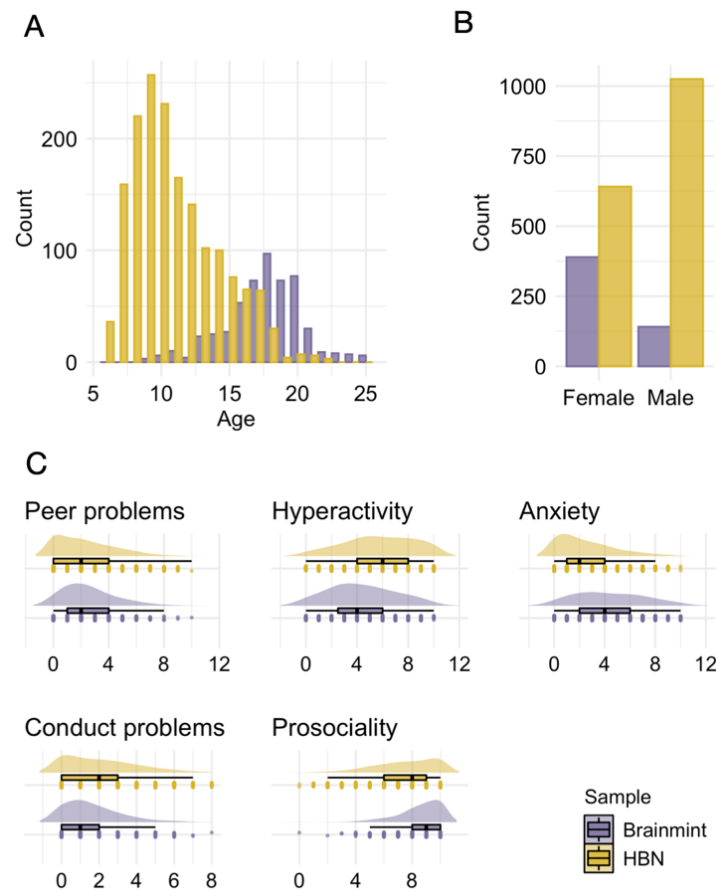 A
Count
200
100
0
5
10
15
20
25
Age
B
Count
1000
750
500
250
0
Female
Male
C
Peer problems
0
4
8
12
Hyperactivity
0
4
8
12
Anxiety
0
4
8
12
Conduct problems
0
2
4
6
8
Prosociality
0
4
8
Sample
Brainmint
HBN